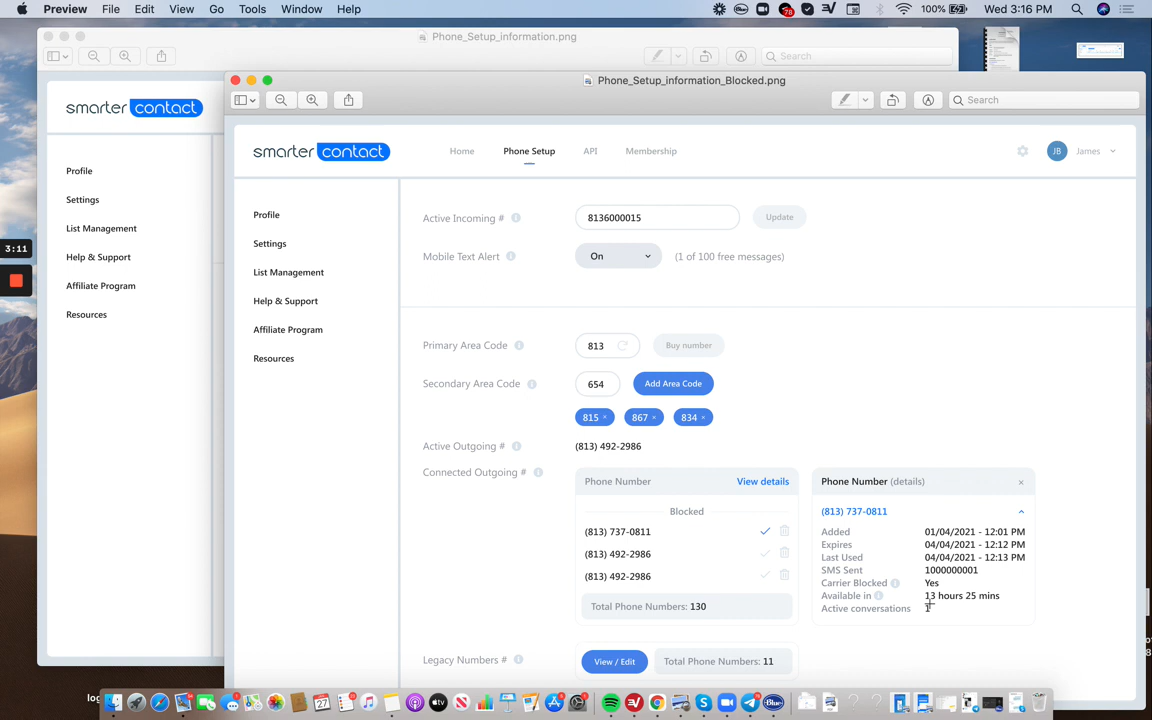 Preview File Edit View Go Tools Window Help
78 100% Wed 3:16 PM
Phone_Setup_information.png
Search
Phone_Setup_information_Blocked.png
Search
smarter contact
Profile
Settings
List Management
Help & Support
Affiliate Program
Resources
3:11
smarter contact
Home Phone Setup API Membership
JB James
Profile
Settings
List Management
Help & Support
Affiliate Program
Resources
Active Incoming # 8136000015 Update
Mobile Text Alert On (1 of 100 free messages)
Primary Area Code 813 Buy number
Secondary Area Code 654 Add Area Code
815 × 867 × 834 ×
Active Outgoing # (813) 492-2986
Connected Outgoing #
Phone Number View details
Blocked
(813) 737-0811
(813) 492-2986
(813) 492-2986
Total Phone Numbers: 130
Phone Number (details) ×
(813) 737-0811
Added 01/04/2021 - 12:01 PM
Expires 04/04/2021 - 12:12 PM
Last Used 04/04/2021 - 12:13 PM
SMS Sent 1000000001
Carrier Blocked Yes
Available in 13 hours 25 mins
Active conversations 1
Legacy Numbers # View / Edit Total Phone Numbers: 11